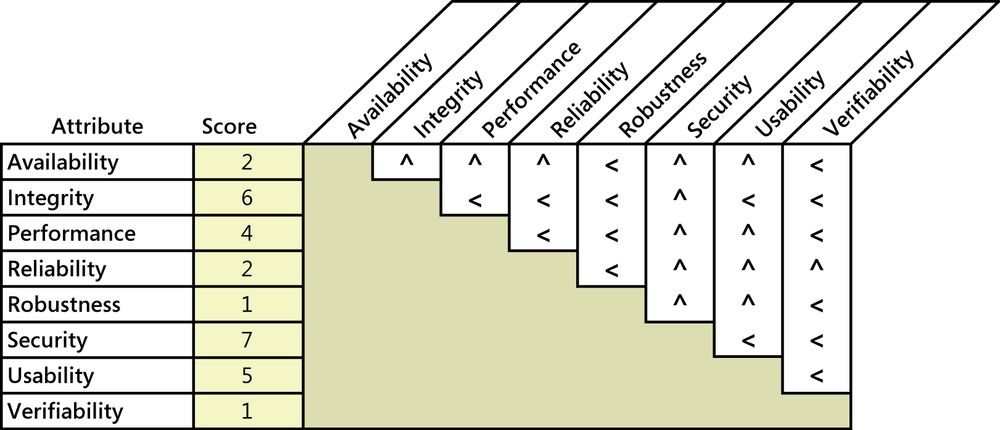 Attribute Score Availability Integrity Performance Reliability Robustness Security Usability Verifiability
Availability 2 ^ ^ ^ < ^ ^ <
Integrity 6 < < < ^ < <
Performance 4 < < ^ ^ <
Reliability 2 < ^ ^ ^
Robustness 1 ^ ^ <
Security 7 < <
Usability 5 <
Verifiability 1